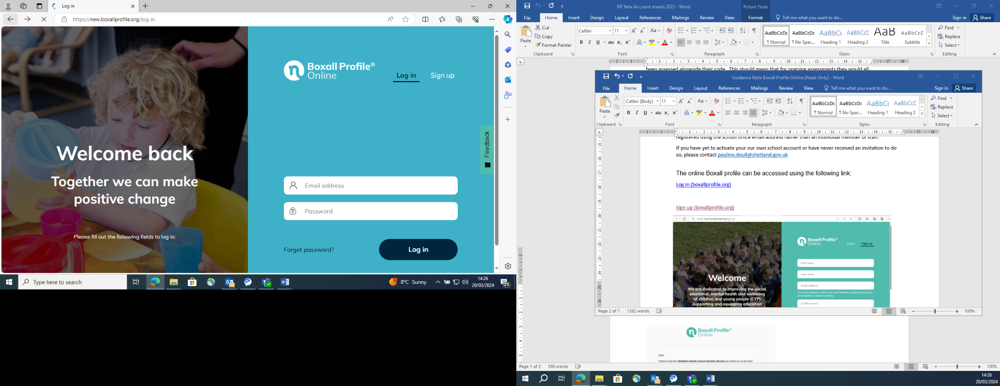 Log in
https://new.boxallprofile.org/log-in
Boxall Profile®
Online
Log in
Sign up
Feedback
Welcome back
Together we can make
positive change
Please fill out the following fields to log in:
Email address
Password
Forgot password?
Log in
Type here to search
8°C Sunny
14:26
20/03/2024
25
BP New Account emails 2023 - Word
Picture Tools
File Home Insert Design Layout References Mailings Review View Format Tell me what you want to do...
Sign in Share
Paste
Cut
Copy
Format Painter
Calibri 11
AaBbCcDc AaBbCcDc AaBbCc AaBbCcD AaB AaBbCcD
¶ Normal ¶ No Spac... Heading 1 Heading 2 Title Subtitle
Find
Replace
Select
Clipboard Font Paragraph Styles Editing
been assessed alongside their code. This should mean that for ongoing assessments they would all
Guidance Note Boxall Profile Online [Read-Only] - Word
File Home Insert Design Layout References Mailings Review View Tell me what you want to do...
Sign in Share
Paste
Calibri (Body) 11
AaBbCcDc AaBbCcDc AaBbCc AaBbCcD
¶ Normal ¶ No Spac... Heading 1 Heading 2
Find
Replace
Select
Clipboard Font Paragraph Styles Editing
registered using the school office email address rather than an individual member of staff.
If you have yet to activate your our own school account or have never received an invitation to do
so, please contact pauline.doull@shetland.gov.uk
The online Boxall profile can be accessed using the following link:
Log in (boxallprofile.org)
Sign up (boxallprofile.org)
https://new.boxallprofile.org/sign-up
Boxall Profile®
Online
Log in Sign up
First name
Last name
Email address
You will be asked to confirm your email address, so please ensure your
email address is entered correctly.
Confirm email
Welcome
We are dedicated to improving the social,
emotional, mental health and wellbeing
of children and young people (CYP)
supporting and equipping education
Page 2 of 7 1382 words
100%
Boxall Profile®
Online
Hello,
Pauline Doull from Shetland Islands Council Schools Service has invited you to join their
Page 1 of 2 398 words
100%
14:26
20/03/2024